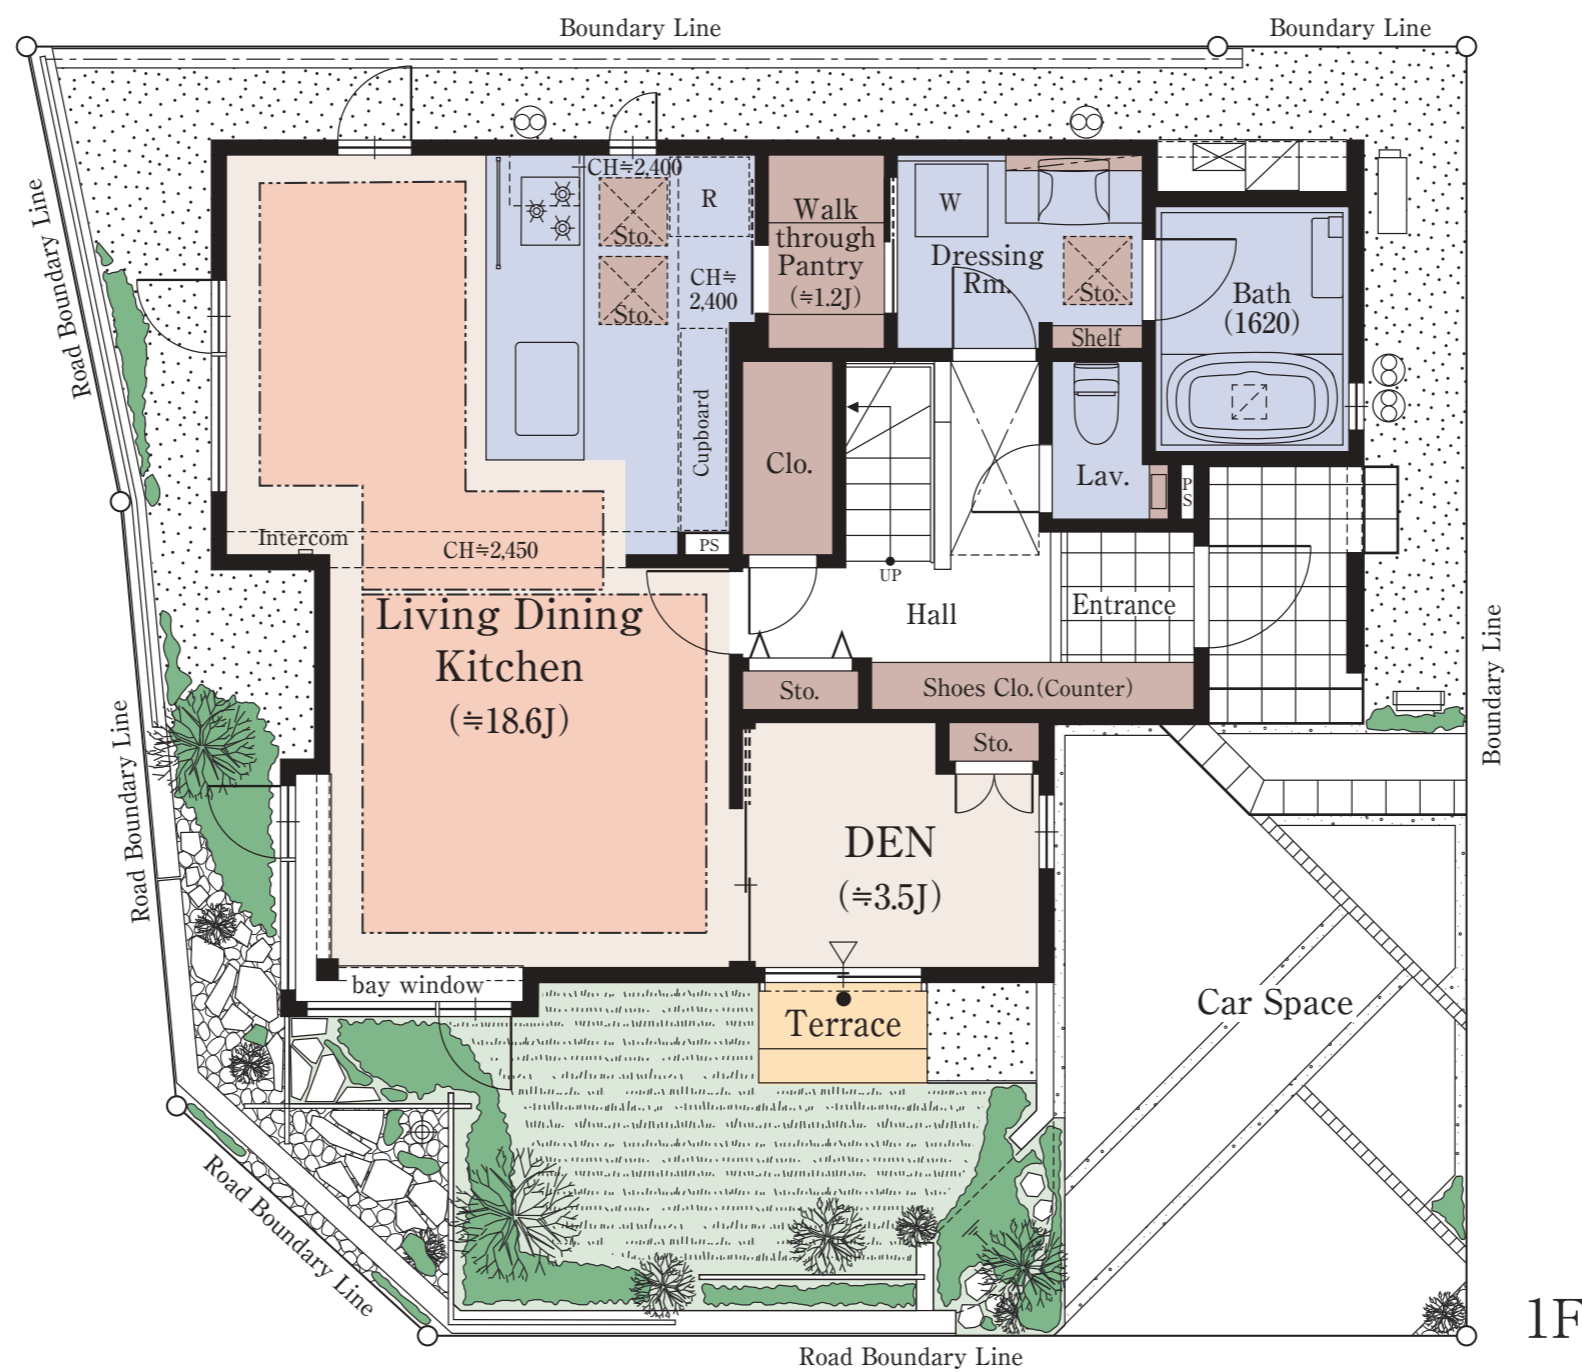 Boundary Line
Boundary Line
Road Boundary Line
CH≒2,400
R
Sto.
Sto.
CH≒
2,400
Cupboard
Walk
through
Pantry
(≒1.2J)
W
Dressing
Rm.
Sto.
Shelf
Bath
(1620)
Clo.
UP
Lav.
PS
Intercom
CH≒2,450
PS
Living Dining
Kitchen
(≒18.6J)
Hall
Entrance
Sto.
Shoes Clo.(Counter)
Boundary Line
Road Boundary Line
Sto.
DEN
(≒3.5J)
bay window
Terrace
Car Space
Road Boundary Line
Road Boundary Line
1F